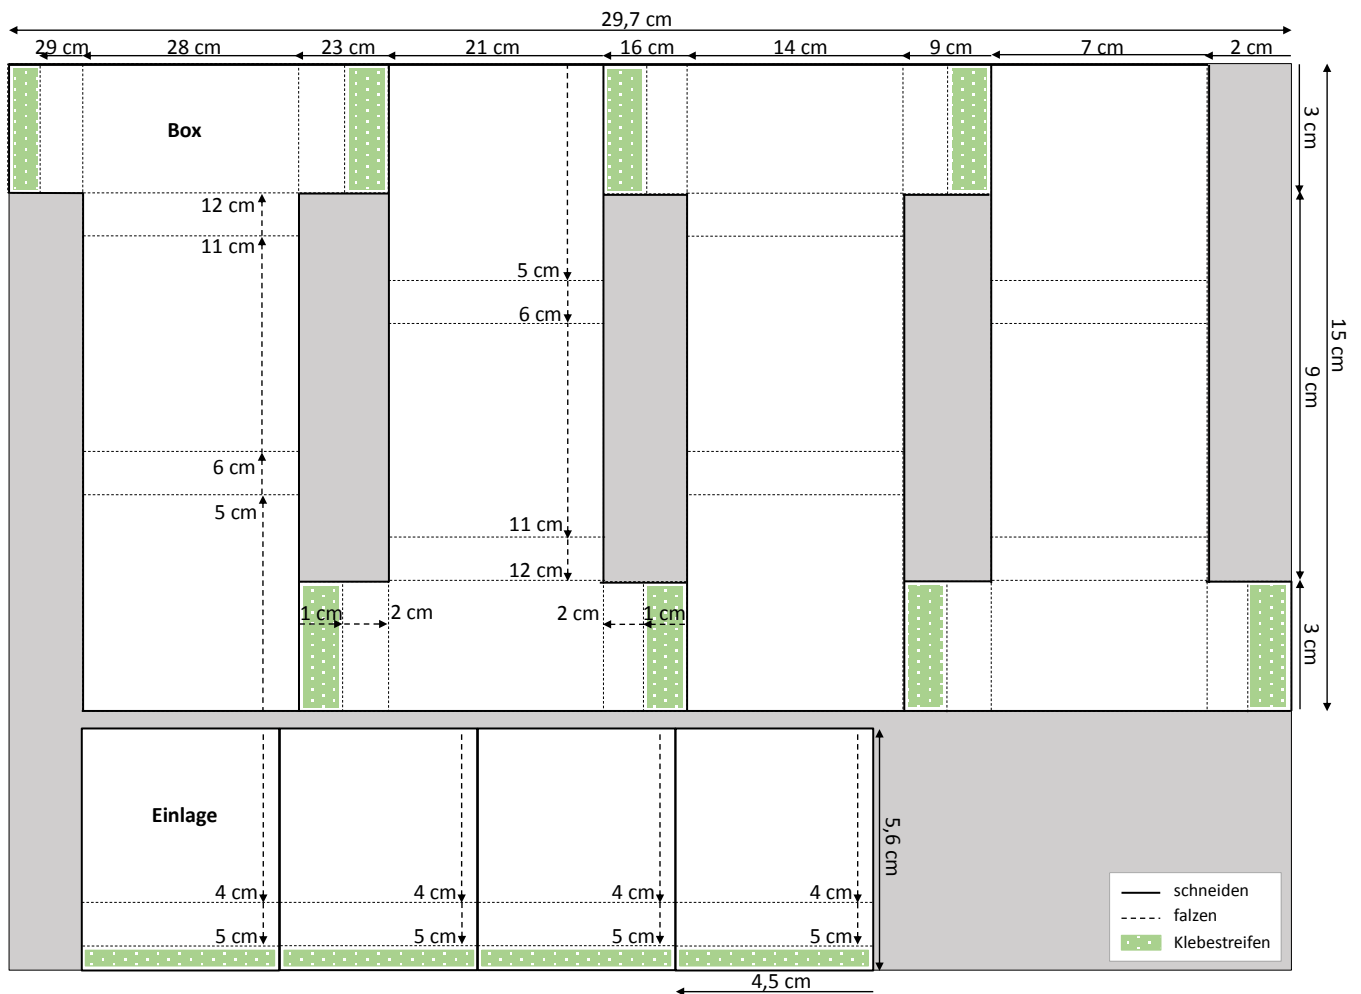 29,7 cm
29 cm
28 cm
23 cm
21 cm
16 cm
14 cm
9 cm
7 cm
2 cm
3 cm
Box
12 cm
11 cm
5 cm
6 cm
15 cm
9 cm
6 cm
5 cm
11 cm
12 cm
1 cm
2 cm
2 cm
1 cm
3 cm
Einlage
5,6 cm
4 cm
4 cm
4 cm
4 cm
5 cm
5 cm
5 cm
5 cm
4,5 cm
schneiden
falzen
Klebestreifen